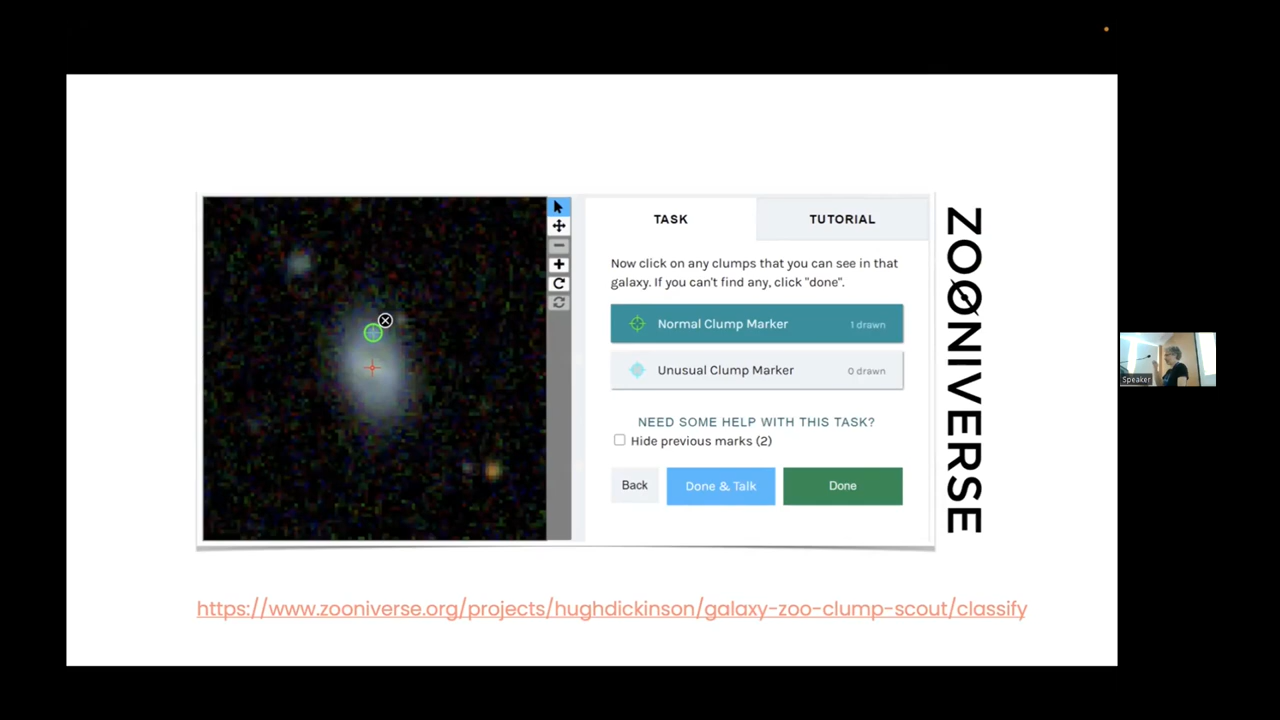 TASK
TUTORIAL
Now click on any clumps that you can see in that
galaxy. If you can't find any, click "done".
Normal Clump Marker
1 drawn
Unusual Clump Marker
0 drawn
NEED SOME HELP WITH THIS TASK?
Hide previous marks (2)
Back
Done & Talk
Done
ZOONIVERSE
https://www.zooniverse.org/projects/hughdickinson/galaxy-zoo-clump-scout/classify
Speaker